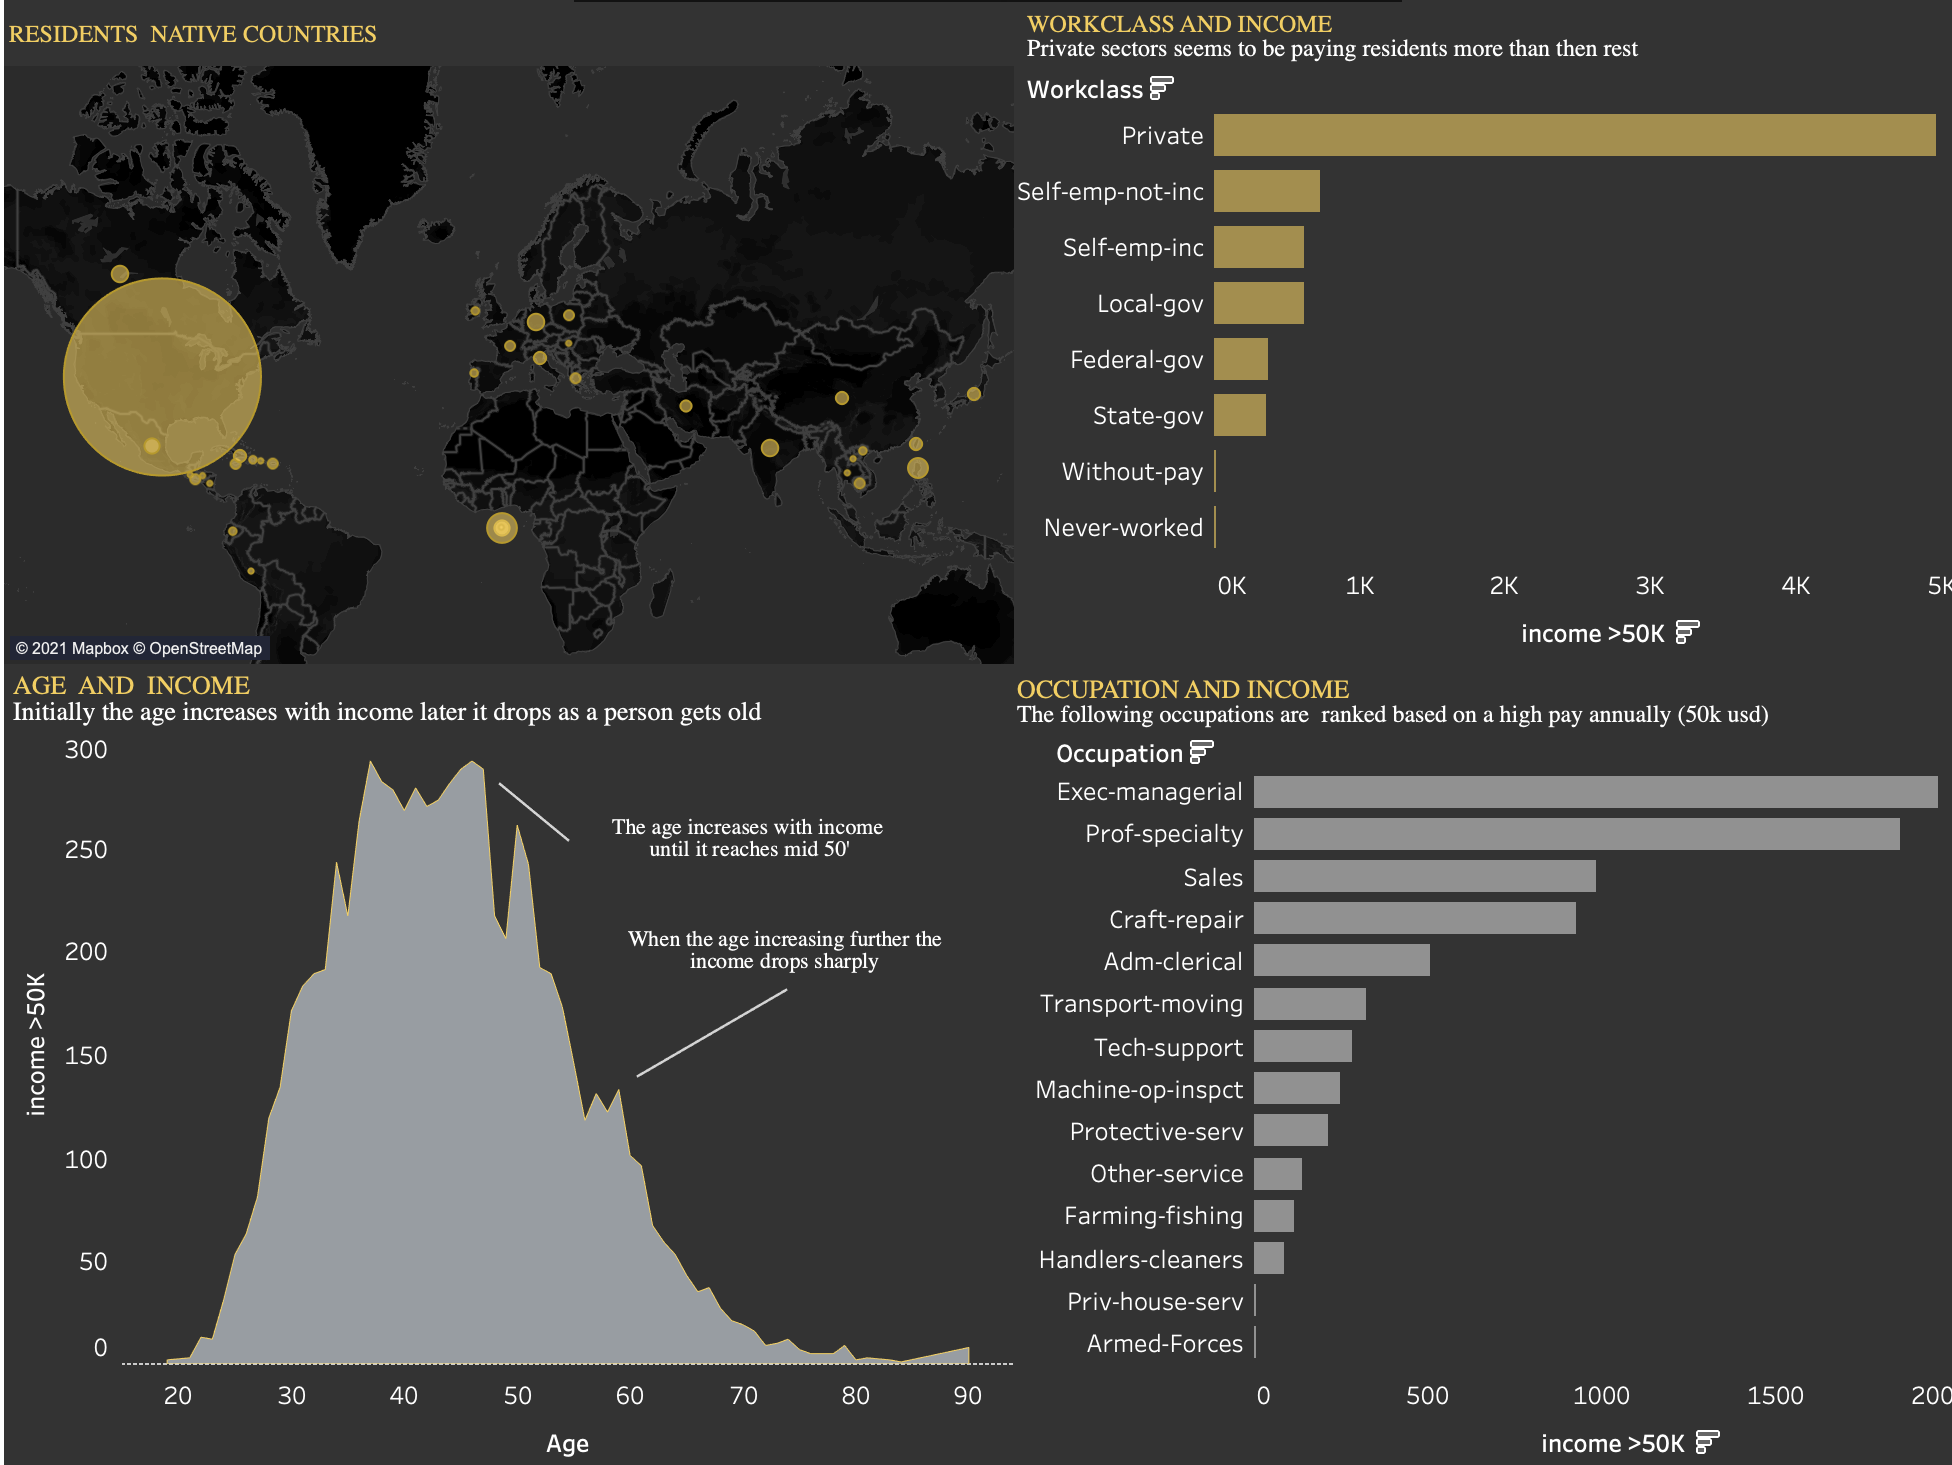 RESIDENTS  NATIVE COUNTRIES
© 2021 Mapbox © OpenStreetMap
WORKCLASS AND INCOME
Private sectors seems to be paying residents more than then rest
Workclass
Private
Self-emp-not-inc
Self-emp-inc
Local-gov
Federal-gov
State-gov
Without-pay
Never-worked
0K 1K 2K 3K 4K 5K
income >50K
AGE  AND  INCOME
Initially the age increases with income later it drops as a person gets old
300
250
200
150
100
50
0
income >50K
The age increases with income
until it reaches mid 50'
When the age increasing further the
income drops sharply
20 30 40 50 60 70 80 90
Age
OCCUPATION AND INCOME
The following occupations are  ranked based on a high pay annually (50k usd)
Occupation
Exec-managerial
Prof-specialty
Sales
Craft-repair
Adm-clerical
Transport-moving
Tech-support
Machine-op-inspct
Protective-serv
Other-service
Farming-fishing
Handlers-cleaners
Priv-house-serv
Armed-Forces
0 500 1000 1500 200
income >50K